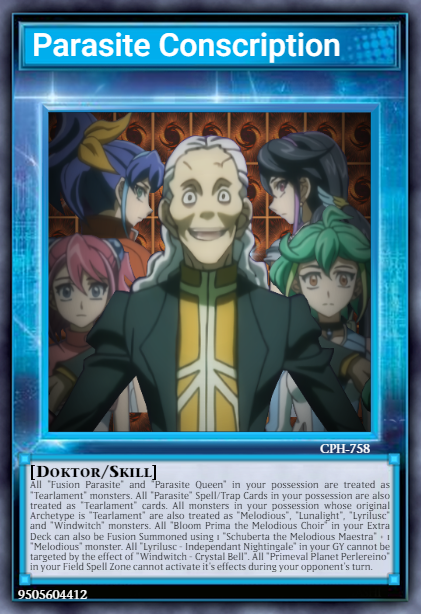 Parasite Conscription
CPH-758
[Doktor/Skill]
All "Fusion Parasite" and "Parasite Queen" in your possession are treated as
"Tearlament" monsters. All "Parasite" Spell/Trap Cards in your possession are also
treated as "Tearlament" cards. All monsters in your possession whose original
Archetype is "Tearlament" are also treated as "Melodious", "Lunalight", "Lyrilusc"
and "Windwitch" monsters. All "Bloom Prima the Melodious Choir" in your Extra
Deck can also be Fusion Summoned using 1 "Schuberta the Melodious Maestra" + 1
"Melodious" monster. All "Lyrilusc - Independant Nightingale" in your GY cannot be
targeted by the effect of "Windwitch - Crystal Bell". All "Primeval Planet Perlereino"
in your Field Spell Zone cannot activate it's effects during your opponent's turn.
9505604412